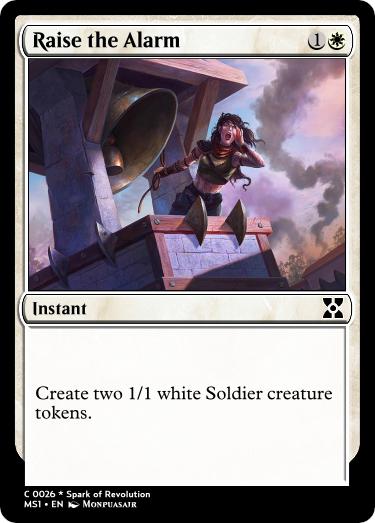 Raise the Alarm 1
Instant
Create two 1/1 white Soldier creature
tokens.
C 0026 * Spark of Revolution
MS1 • EN Monpuasajr